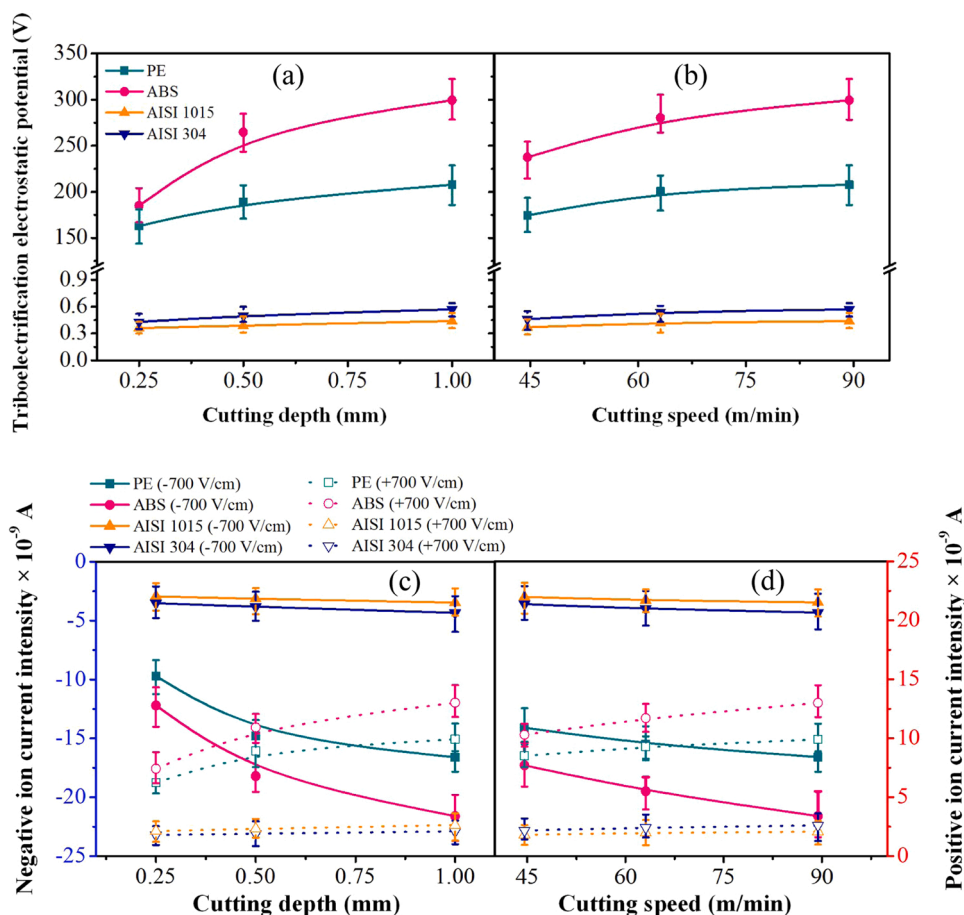 Triboelectrification electrostatic potential (V)
350
300
250
200
150
0.9
0.6
0.3
0.0
PE
ABS
AISI 1015
AISI 304
(a)
(b)
0.25 0.50 0.75 1.00
45 60 75 90
Cutting depth (mm)
Cutting speed (m/min)
PE (-700 V/cm)
ABS (-700 V/cm)
AISI 1015 (-700 V/cm)
AISI 304 (-700 V/cm)
PE (+700 V/cm)
ABS (+700 V/cm)
AISI 1015 (+700 V/cm)
AISI 304 (+700 V/cm)
Negative ion current intensity × 10⁻⁹ A
0
-5
-10
-15
-20
-25
(c)
(d)
25
20
15
10
5
0
Positive ion current intensity × 10⁻⁹ A
0.25 0.50 0.75 1.00
45 60 75 90
Cutting depth (mm)
Cutting speed (m/min)